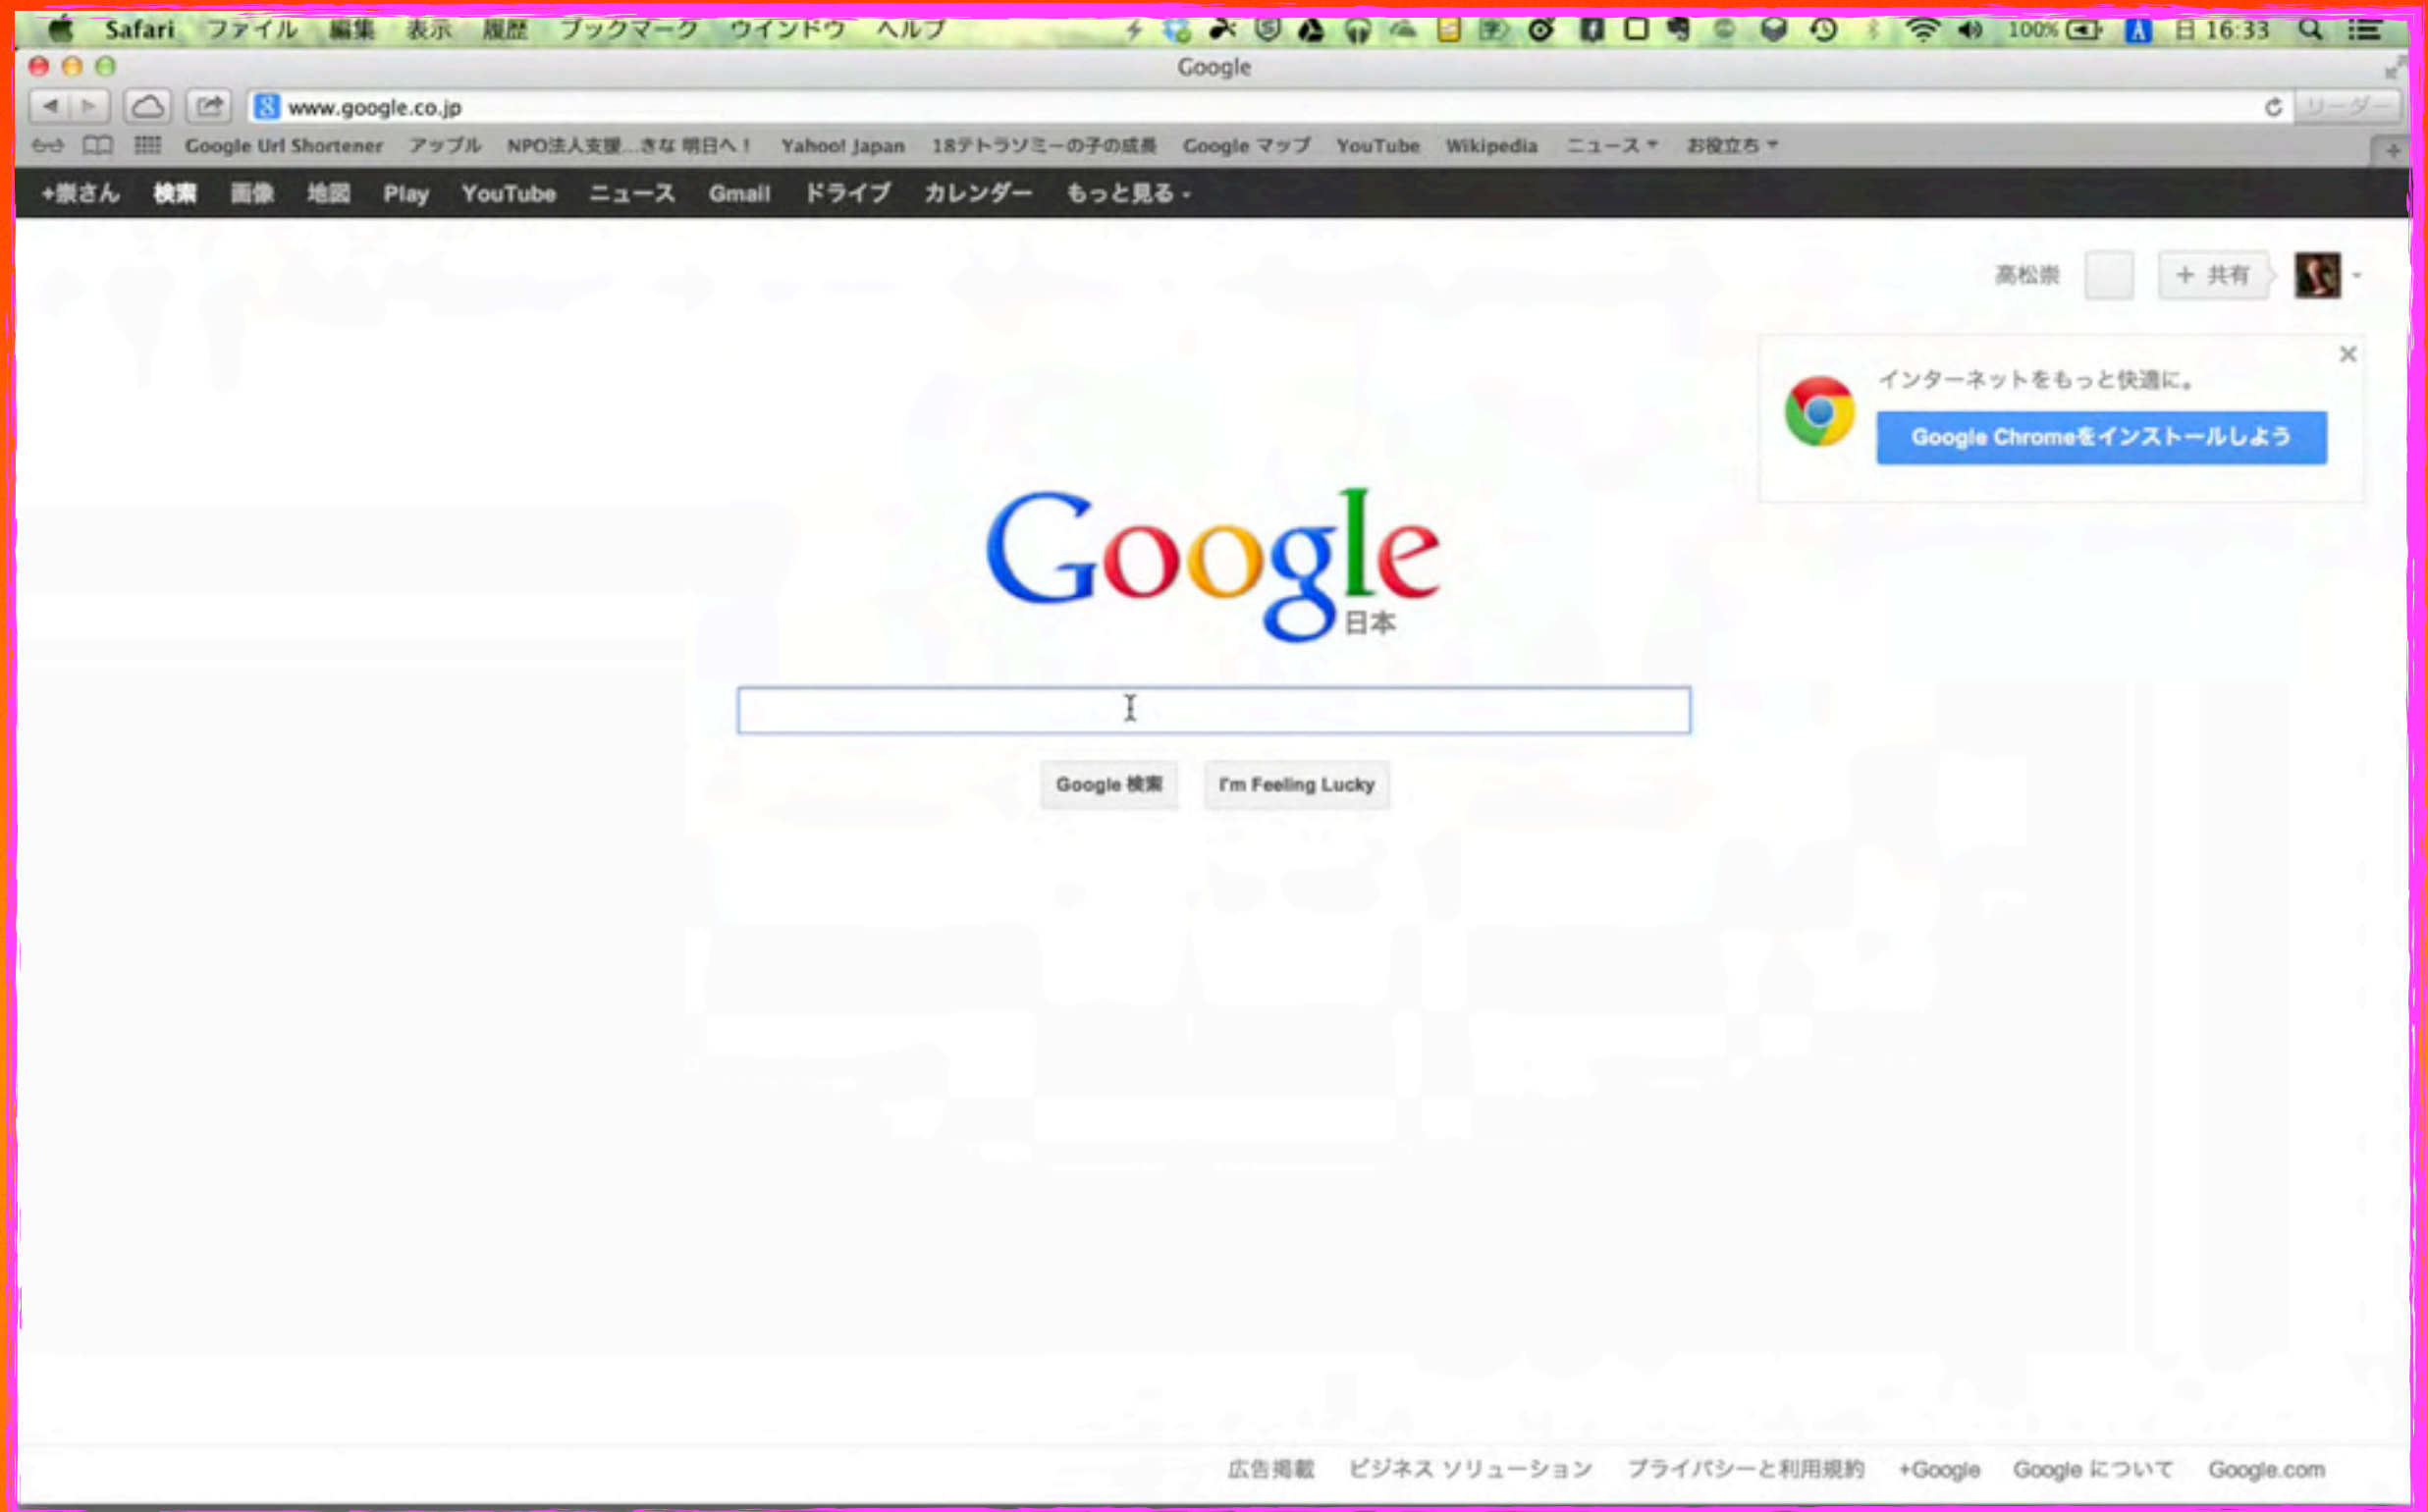 Safari ファイル 編集 表示 履歴 ブックマーク ウインドウ ヘルプ 100% A 日 16:33
Google
www.google.co.jp リーダー
Google Url Shortener アップル NPO法人支援...きな 明日へ！ Yahoo! Japan 18テトラソミーの子の成長 Google マップ YouTube Wikipedia ニュース お役立ち
+崇さん 検索 画像 地図 Play YouTube ニュース Gmail ドライブ カレンダー もっと見る
高松崇 + 共有
インターネットをもっと快適に。
Google Chromeをインストールしよう
Google
日本
Google 検索 I'm Feeling Lucky
広告掲載 ビジネス ソリューション プライバシーと利用規約 +Google Google について Google.com